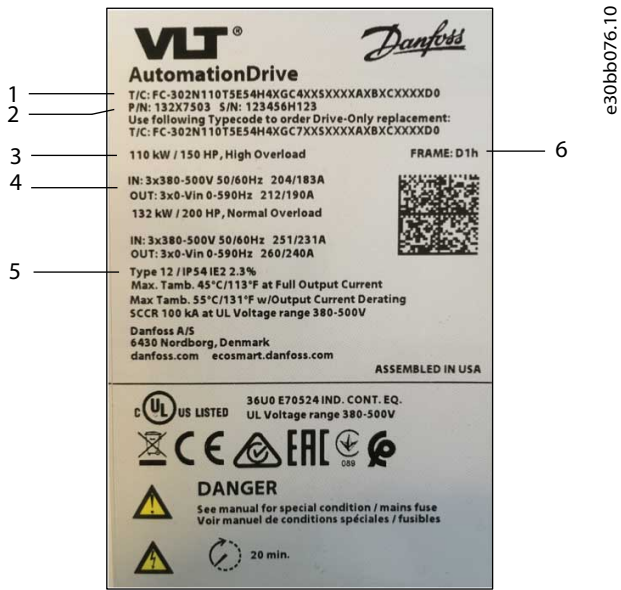 e30bb076.10
VLT®
Danfoss
AutomationDrive
1
T/C: FC-302N110T5E54H4XGC4XXSXXXXAXBXCXXXXD0
2
P/N: 132X7503 S/N: 123456H123
Use following Typecode to order Drive-Only replacement:
T/C: FC-302N110T5E54H4XGC7XXSXXXXAXBXCXXXXD0
3
110 kW / 150 HP, High Overload
FRAME: D1h
6
4
IN: 3x380-500V 50/60Hz 204/183A
OUT: 3x0-Vin 0-590Hz 212/190A
132 kW / 200 HP, Normal Overload
IN: 3x380-500V 50/60Hz 251/231A
OUT: 3x0-Vin 0-590Hz 260/240A
5
Type 12 / IP54 IE2 2.3%
Max. Tamb. 45°C/113°F at Full Output Current
Max Tamb. 55°C/131°F w/Output Current Derating
SCCR 100 kA at UL Voltage range 380-500V
Danfoss A/S
6430 Nordborg, Denmark
danfoss.com ecosmart.danfoss.com
ASSEMBLED IN USA
C UL US LISTED
36U0 E70524 IND. CONT. EQ.
UL Voltage range 380-500V
CE EAC
089
DANGER
See manual for special condition / mains fuse
Voir manuel de conditions spéciales / fusibles
20 min.